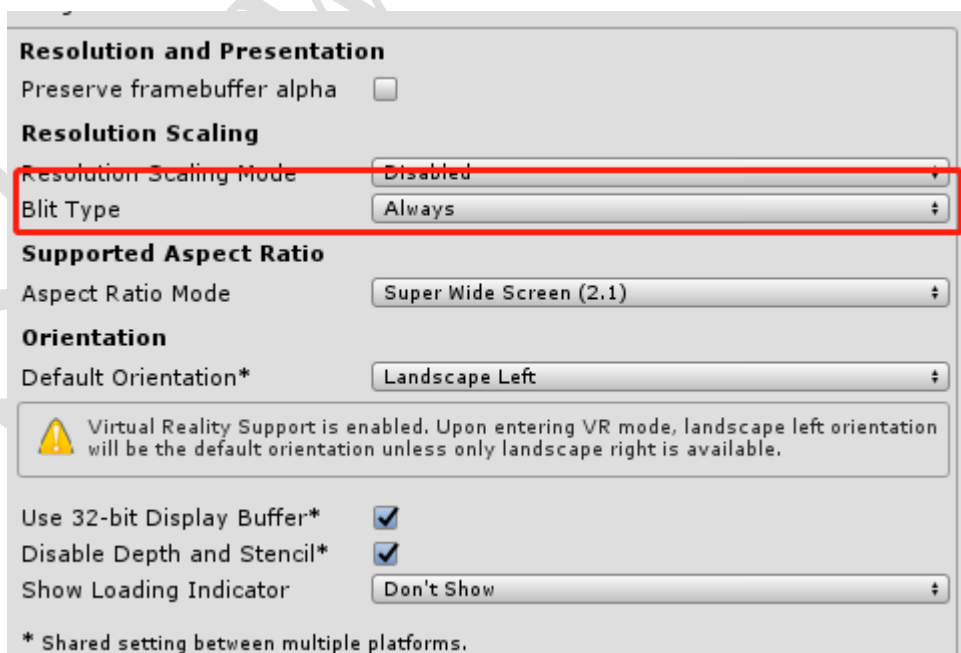 Resolution and Presentation
Preserve framebuffer alpha
Resolution Scaling
Resolution Scaling Mode Disabled
Blit Type Always
Supported Aspect Ratio
Aspect Ratio Mode Super Wide Screen (2.1)
Orientation
Default Orientation* Landscape Left
Virtual Reality Support is enabled. Upon entering VR mode, landscape left orientation
will be the default orientation unless only landscape right is available.
Use 32-bit Display Buffer*
Disable Depth and Stencil*
Show Loading Indicator Don't Show
* Shared setting between multiple platforms.